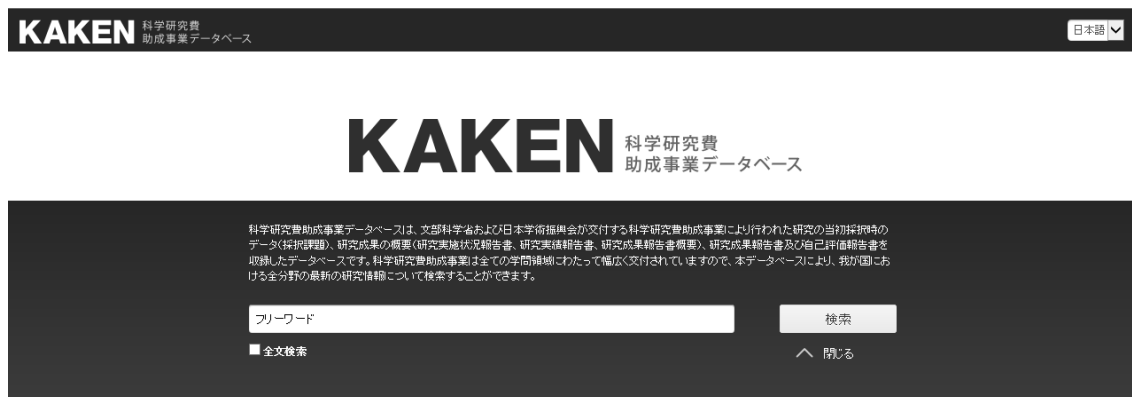 KAKEN 科学研究費
助成事業データベース
日本語
KAKEN 科学研究費
助成事業データベース
科学研究費助成事業データベースは、文部科学省および日本学術振興会が交付する科学研究費助成事業により行われた研究の当初採択時の
データ(採択課題)、研究成果の概要(研究実施状況報告書、研究実績報告書、研究成果報告書概要)、研究成果報告書及び自己評価報告書を
収録したデータベースです。科学研究費助成事業は全ての学問領域にわたって幅広く交付されていますので、本データベースにより、我が国にお
ける全分野の最新の研究情報について検索することができます。
フリーワード
検索
全文検索
閉じる